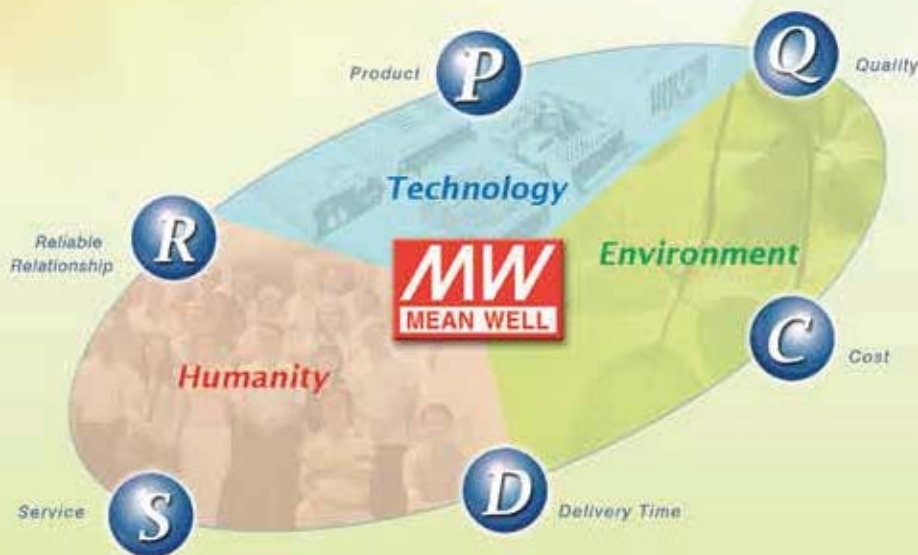 Product
P
Q
Quality
Technology
R
Reliable
Relationship
Environment
MW
MEAN WELL
C
Cost
Humanity
S
Service
D
Delivery Time